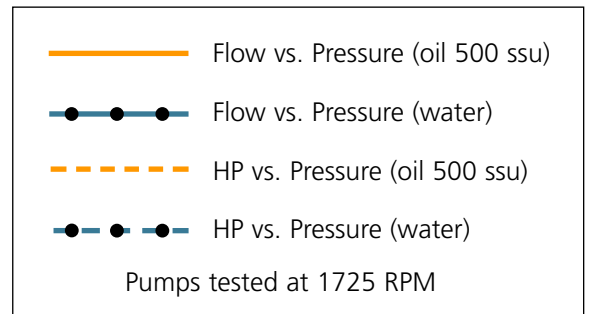 Flow vs. Pressure (oil 500 ssu)
Flow vs. Pressure (water)
HP vs. Pressure (oil 500 ssu)
HP vs. Pressure (water)
Pumps tested at 1725 RPM